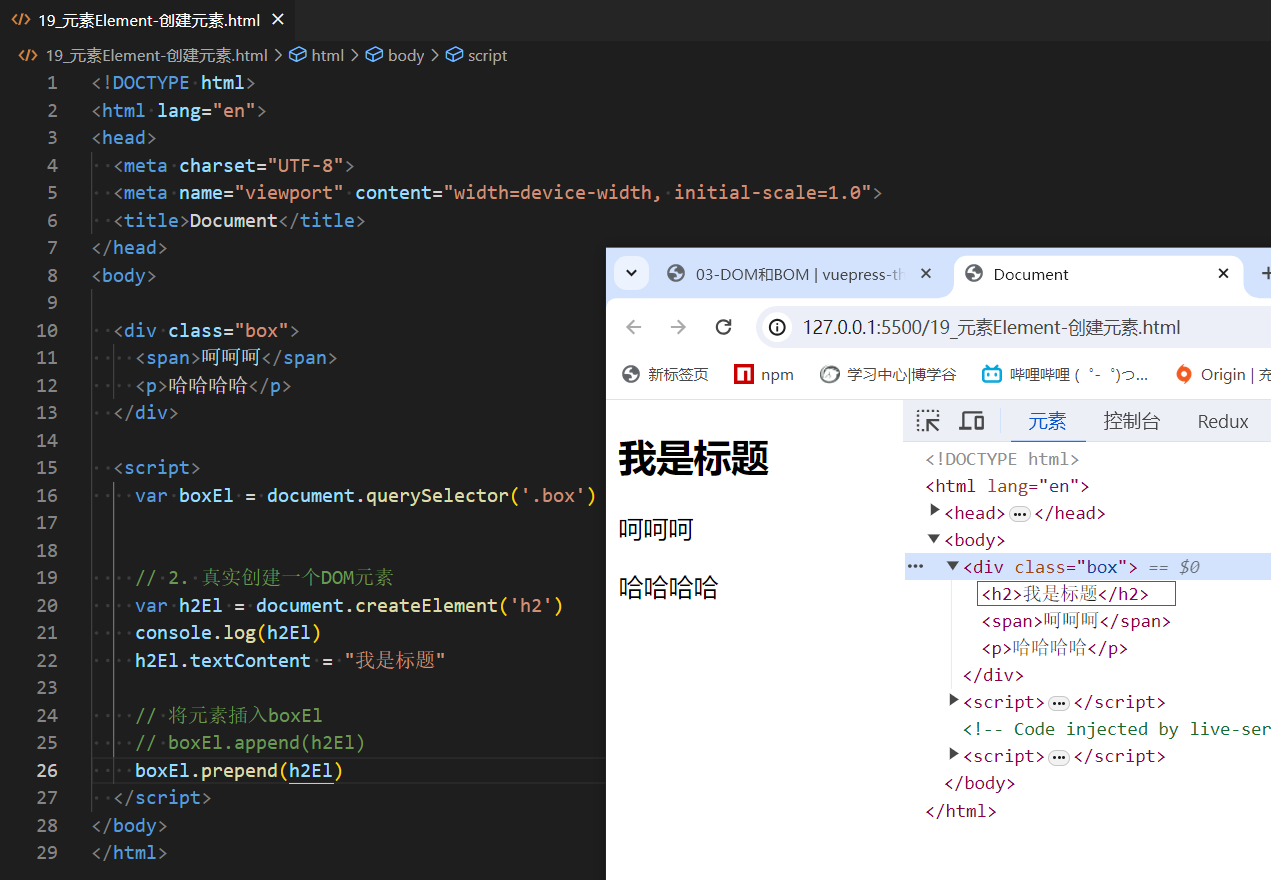 19_元素Element-创建元素.html
19_元素Element-创建元素.html > html > body > script
1 <!DOCTYPE html>
2 <html lang="en">
3 <head>
4 <meta charset="UTF-8">
5 <meta name="viewport" content="width=device-width, initial-scale=1.0">
6 <title>Document</title>
7 </head>
8 <body>
9
10 <div class="box">
11 <span>呵呵呵</span>
12 <p>哈哈哈哈</p>
13 </div>
14
15 <script>
16 var boxEl = document.querySelector('.box')
17
18
19 // 2. 真实创建一个DOM元素
20 var h2El = document.createElement('h2')
21 console.log(h2El)
22 h2El.textContent = "我是标题"
23
24 // 将元素插入boxEl
25 // boxEl.append(h2El)
26 boxEl.prepend(h2El)
27 </script>
28 </body>
29 </html>
03-DOM和BOM | vuepress-th
Document
127.0.0.1:5500/19_元素Element-创建元素.html
新标签页 npm 学习中心|博学谷 哔哩哔哩 (゜-゜)つ... Origin | 充
我是标题
呵呵呵
哈哈哈哈
元素 控制台 Redux
<!DOCTYPE html>
<html lang="en">
<head> ••• </head>
<body>
••• <div class="box"> == $0
<h2>我是标题</h2>
<span>呵呵呵</span>
<p>哈哈哈哈</p>
</div>
<script> ••• </script>
<!-- Code injected by live-ser
<script> ••• </script>
</body>
</html>